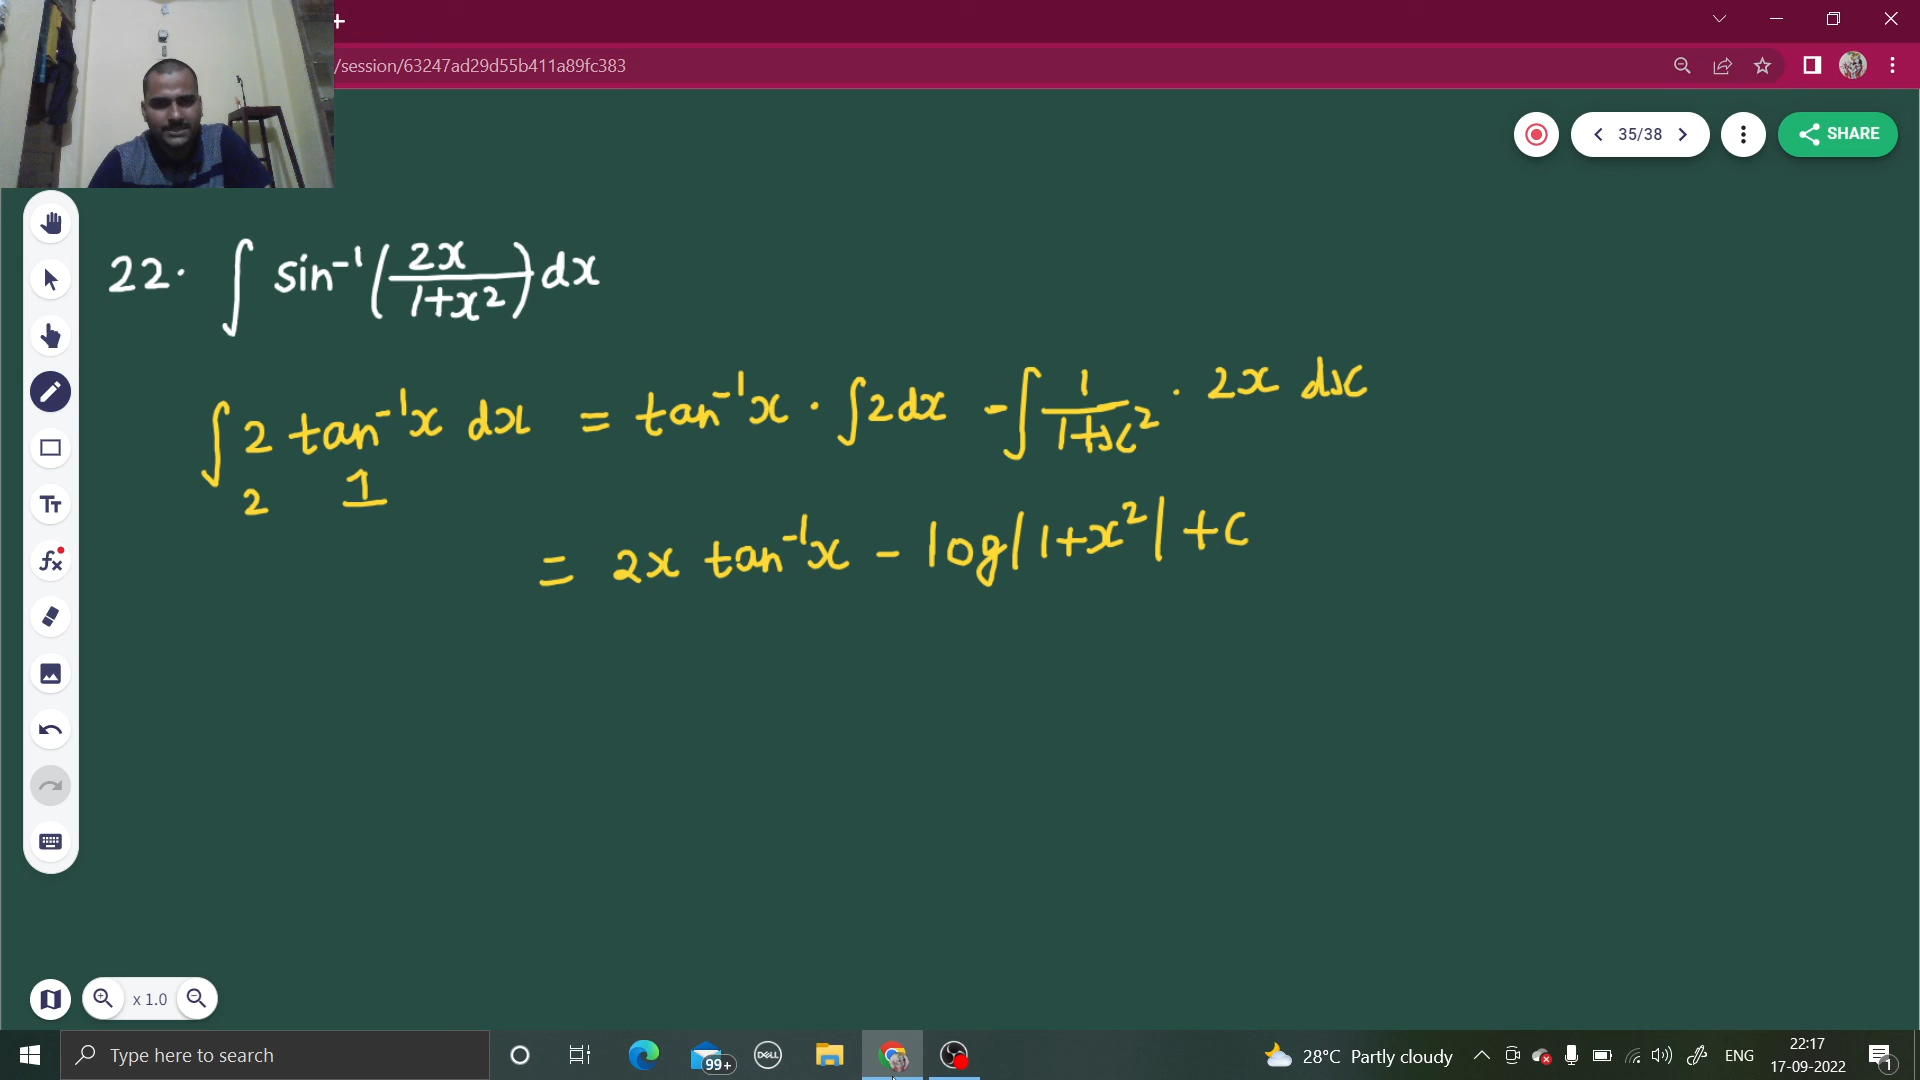 /session/63247ad29d55b411a89fc383
35/38
SHARE
22. ∫ sin⁻¹(2x/(1+x²)) dx
∫ 2 tan⁻¹x dx = tan⁻¹x · ∫2dx - ∫ 1/(1+x²) · 2x dx
2 1
= 2x tan⁻¹x - log|1+x²| + c
x 1.0
Type here to search
99+
DELL
28°C Partly cloudy
ENG
22:17
17-09-2022
1